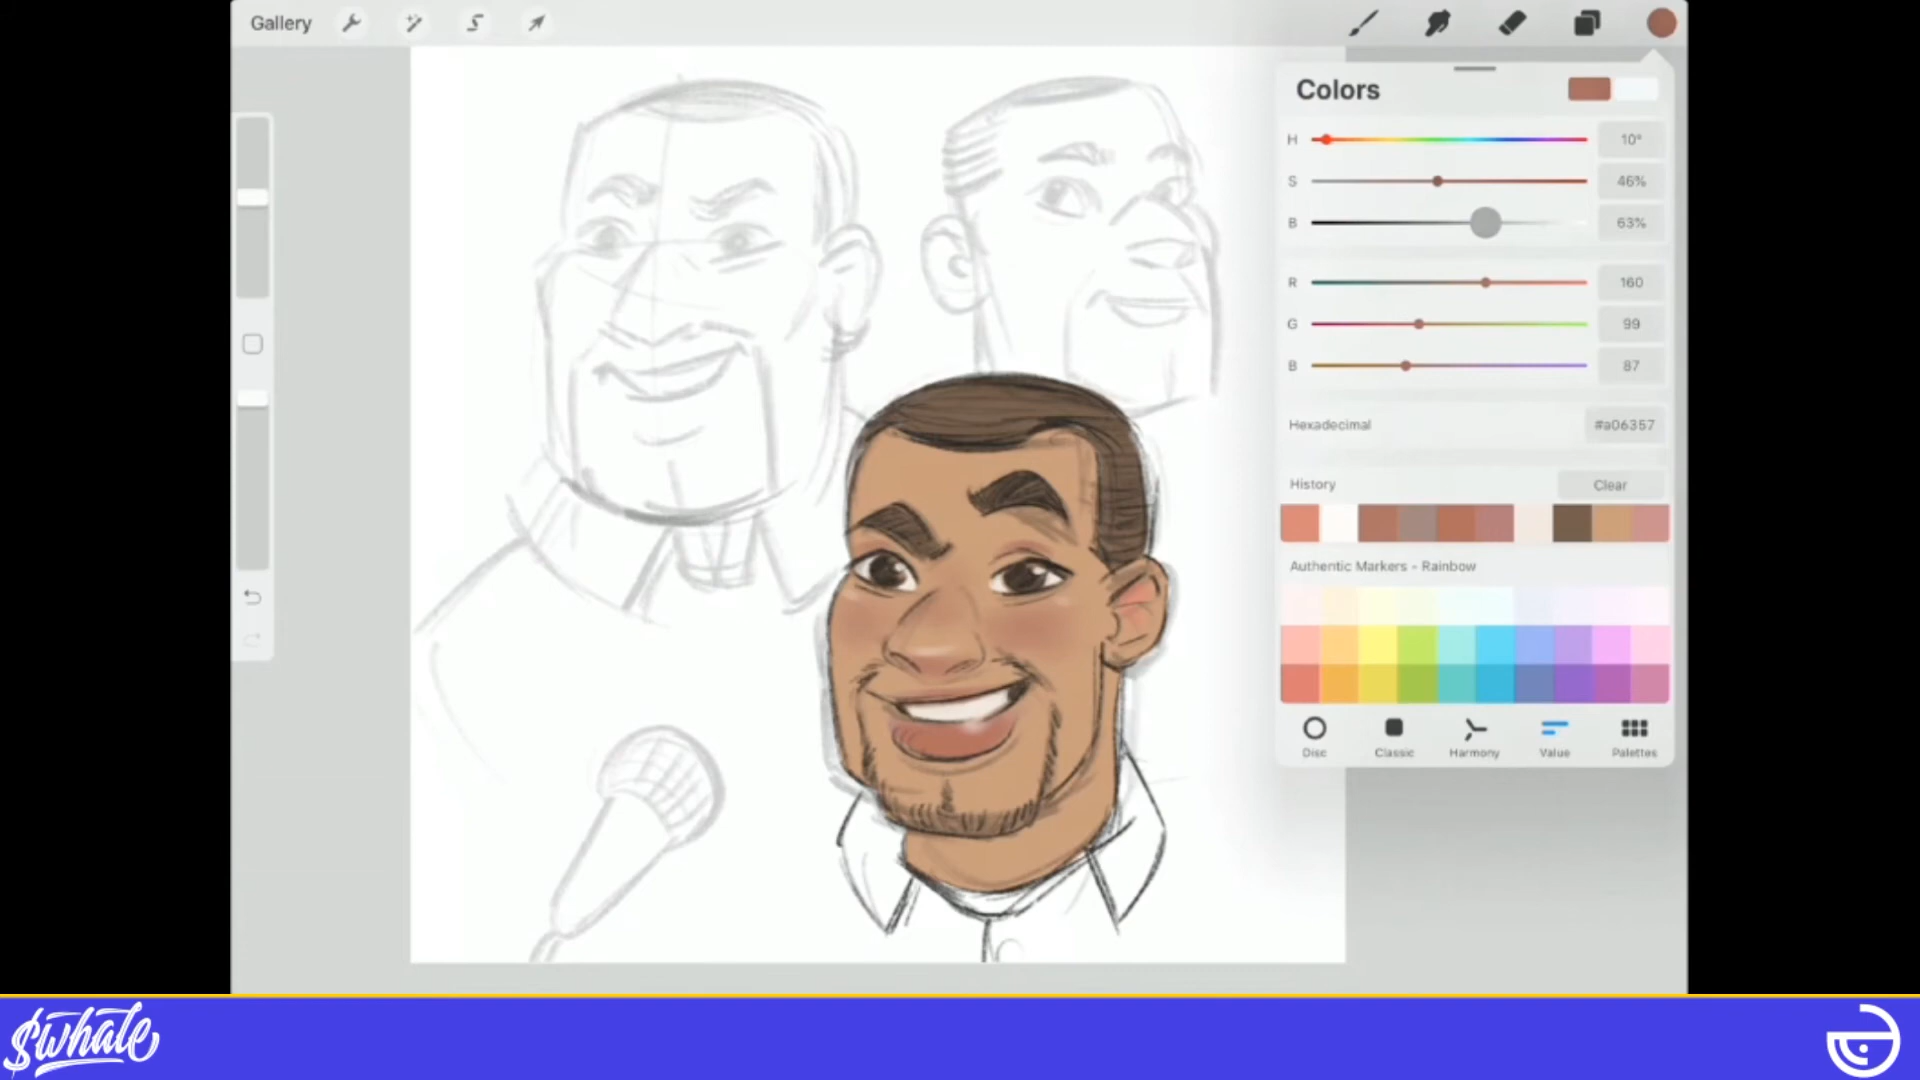 Gallery
Colors
H 10°
S 46%
B 63%
R 160
G 99
B 87
Hexadecimal #a06357
History Clear
Authentic Markers - Rainbow
Disc Classic Harmony Value Palettes
$whale